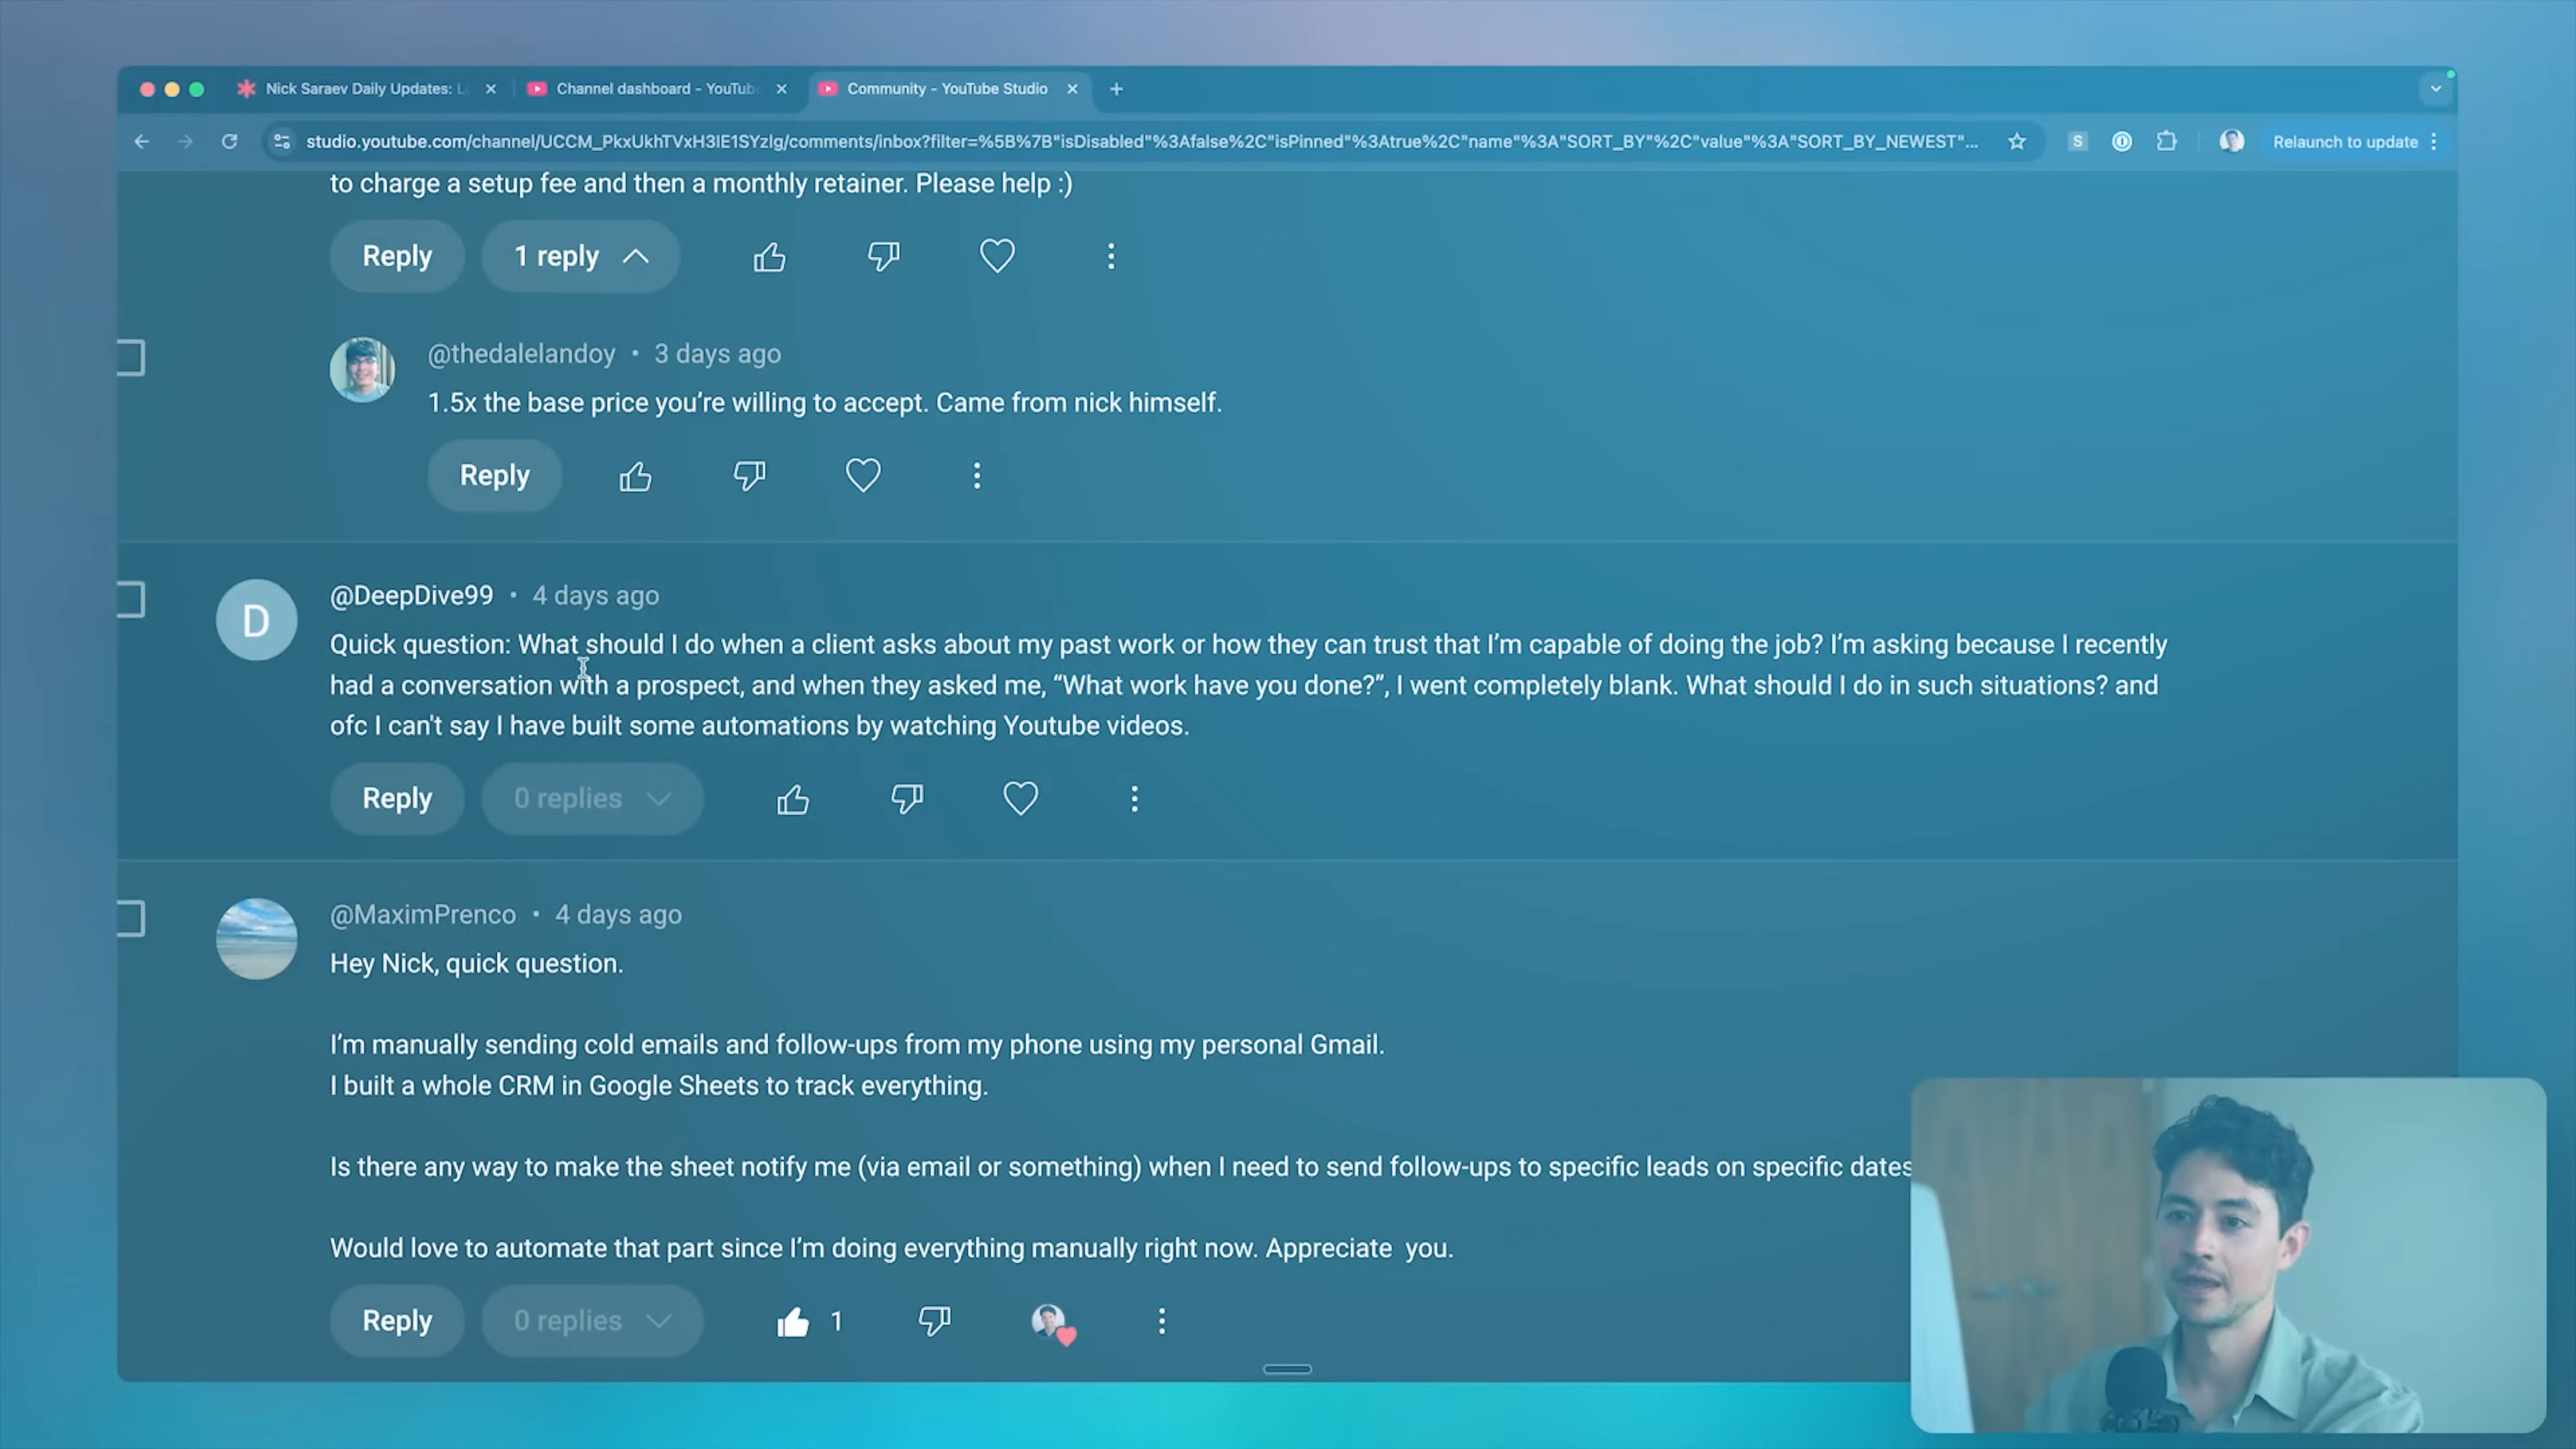 Nick Saraev Daily Updates: L
Channel dashboard - YouTube
Community - YouTube Studio
studio.youtube.com/channel/UCCM_PkxUkhTVxH3IE1SYzlg/comments/inbox?filter=%5B%7B"isDisabled"%3Afalse%2C"isPinned"%3Atrue%2C"name"%3A"SORT_BY"%2C"value"%3A"SORT_BY_NEWEST"...
S
Relaunch to update
to charge a setup fee and then a monthly retainer. Please help :)
Reply
1 reply
@thedalelandoy • 3 days ago
1.5x the base price you’re willing to accept. Came from nick himself.
Reply
D
@DeepDive99 • 4 days ago
Quick question: What should I do when a client asks about my past work or how they can trust that I’m capable of doing the job? I’m asking because I recently
had a conversation with a prospect, and when they asked me, “What work have you done?”, I went completely blank. What should I do in such situations? and
ofc I can't say I have built some automations by watching Youtube videos.
Reply
0 replies
@MaximPrenco • 4 days ago
Hey Nick, quick question.
I’m manually sending cold emails and follow-ups from my phone using my personal Gmail.
I built a whole CRM in Google Sheets to track everything.
Is there any way to make the sheet notify me (via email or something) when I need to send follow-ups to specific leads on specific dates
Would love to automate that part since I’m doing everything manually right now. Appreciate you.
Reply
0 replies
1